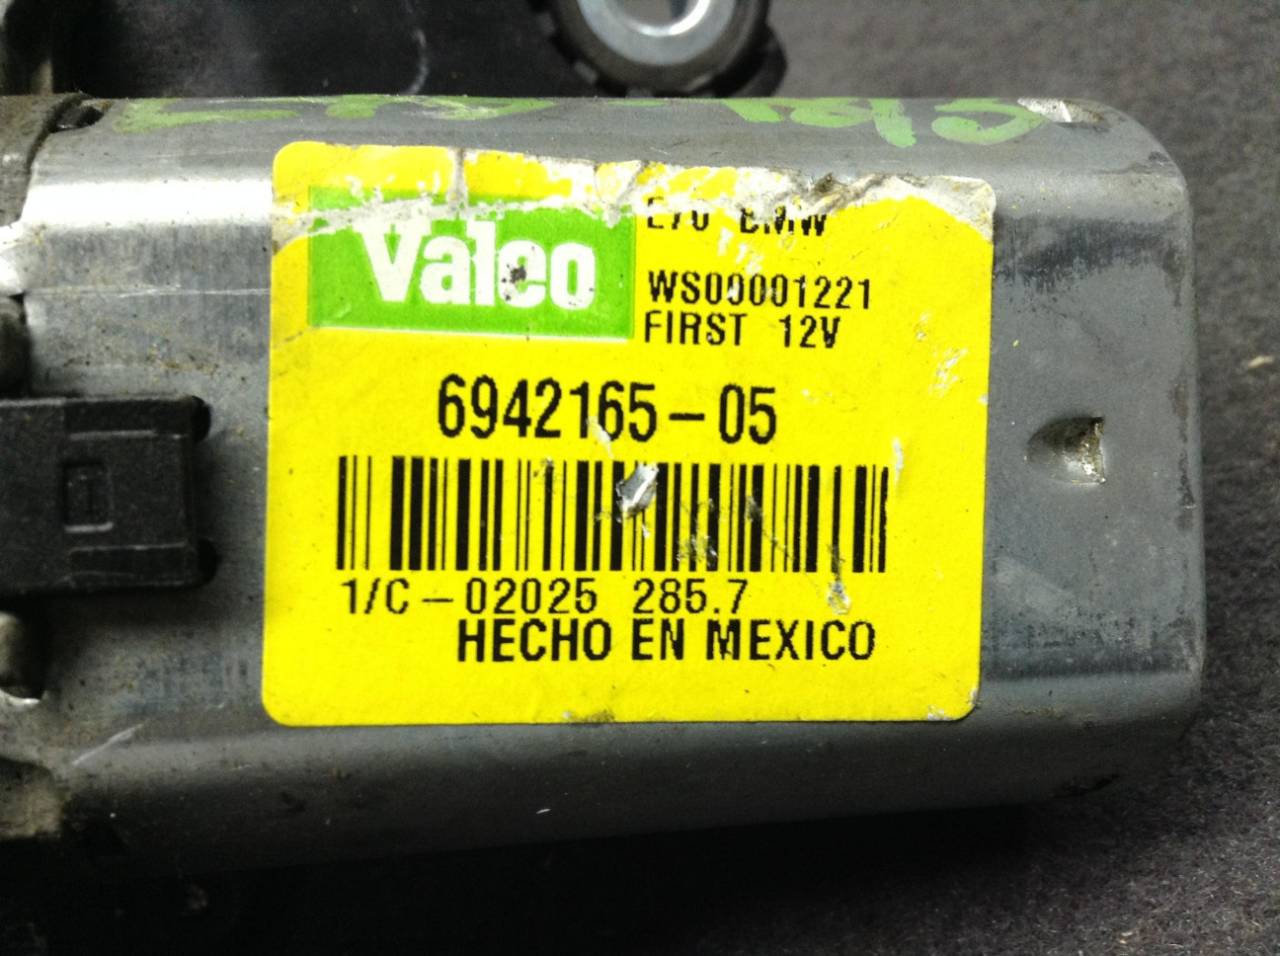 Valeo
E70 BMW
WS00001221
FIRST 12V
6942165-05
1/C-02025 285.7
HECHO EN MEXICO